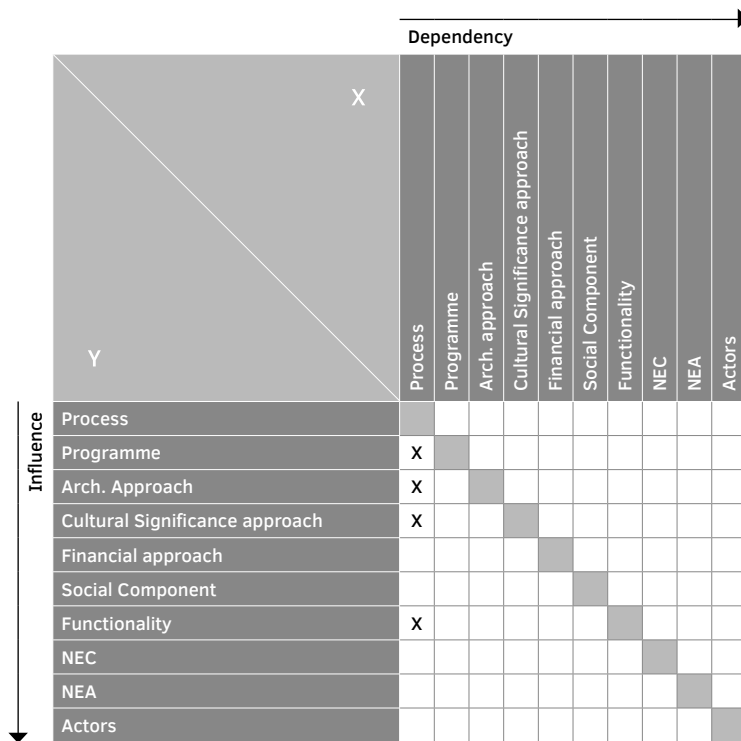 Dependency
X
Y
Process
Programme
Arch. approach
Cultural Significance approach
Financial approach
Social Component
Functionality
NEC
NEA
Actors
Influence
Process
Programme X
Arch. Approach X
Cultural Significance approach X
Financial approach
Social Component
Functionality X
NEC
NEA
Actors